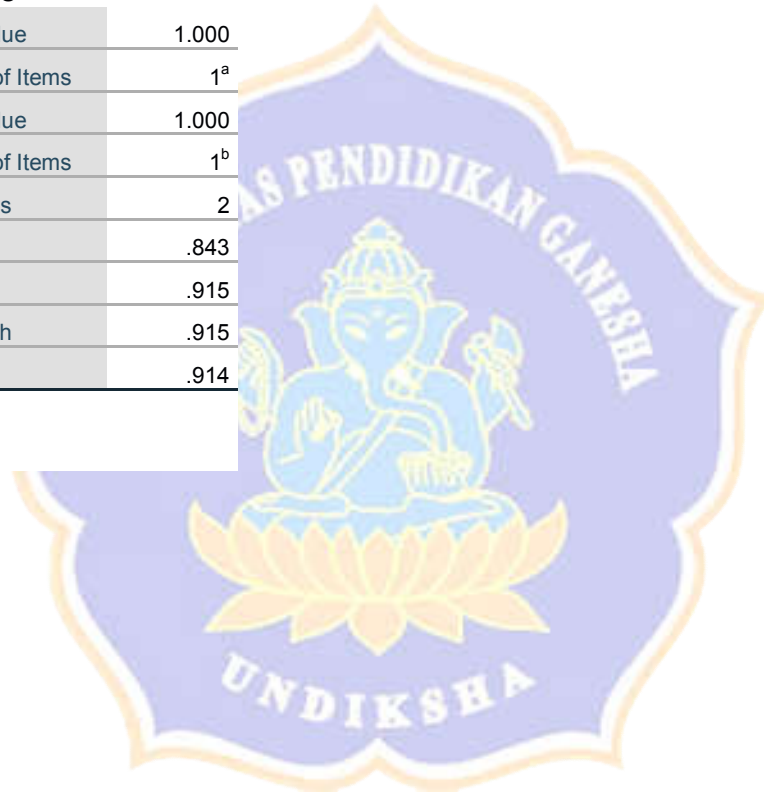 ue 1.000
of Items 1ᵃ
ue 1.000
of Items 1ᵇ
s 2
.843
.915
h .915
.914
AS PENDIDIKAN GANESHA
UNDIKSHA